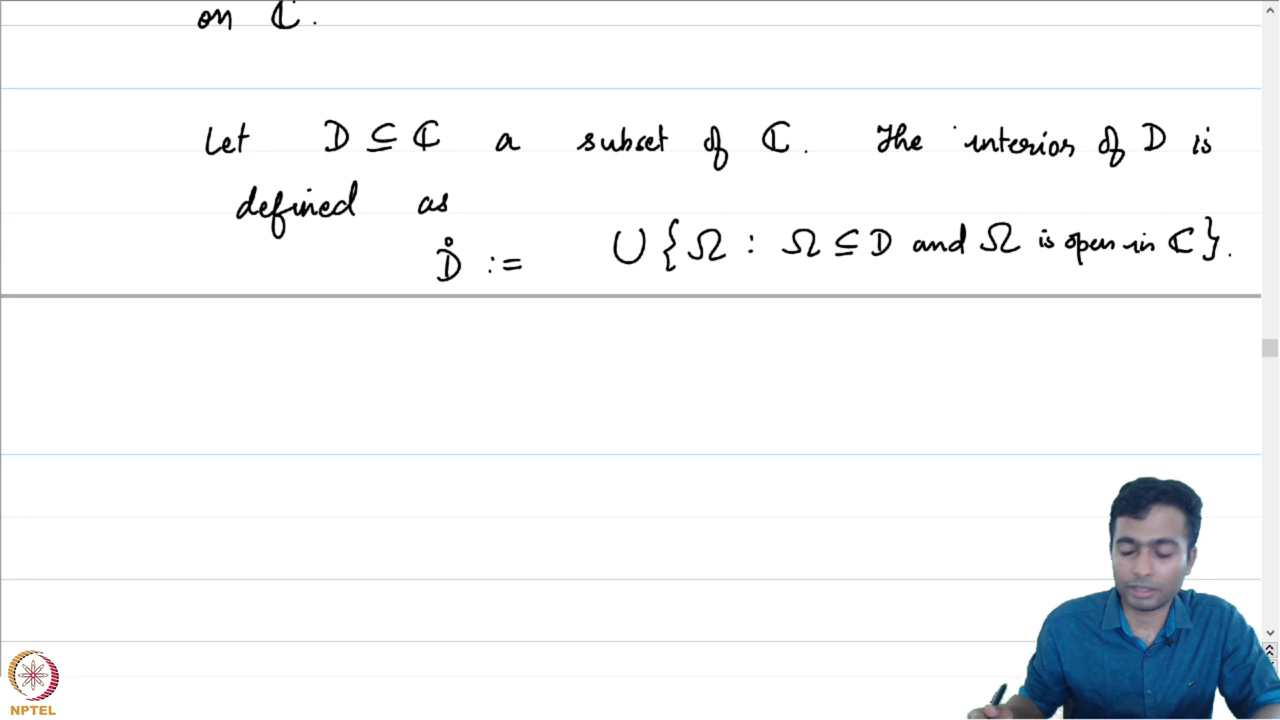 on ℂ.
Let D ⊆ ℂ a subset of ℂ. The interior of D is
defined as
D̊ := ∪{Ω : Ω ⊆ D and Ω is open in ℂ}.
NPTEL